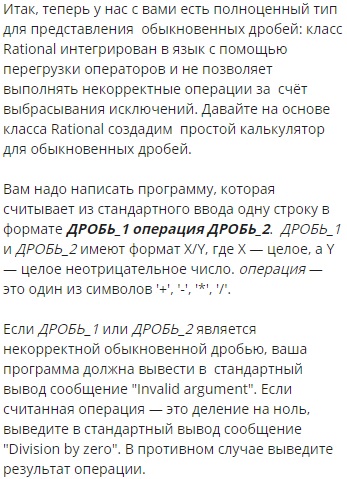 Итак, теперь у нас с вами есть полноценный тип
для представления обыкновенных дробей: класс
Rational интегрирован в язык с помощью
перегрузки операторов и не позволяет
выполнять некорректные операции за счёт
выбрасывания исключений. Давайте на основе
класса Rational создадим простой калькулятор
для обыкновенных дробей.
Вам надо написать программу, которая
считывает из стандартного ввода одну строку в
формате ДРОБЬ_1 операция ДРОБЬ_2. ДРОБЬ_1
и ДРОБЬ_2 имеют формат X/Y, где X — целое, а Y
— целое неотрицательное число. операция —
это один из символов '+', '-', '*', '/'.
Если ДРОБЬ_1 или ДРОБЬ_2 является
некорректной обыкновенной дробью, ваша
программа должна вывести в стандартный
вывод сообщение "Invalid argument". Если
считанная операция — это деление на ноль,
выведите в стандартный вывод сообщение
"Division by zero". В противном случае выведите
результат операции.